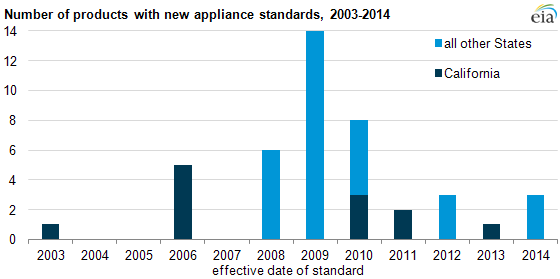 Number of products with new appliance standards, 2003-2014
eia
14
12
10
8
6
4
2
0
all other States
California
2003 2004 2005 2006 2007 2008 2009 2010 2011 2012 2013 2014
effective date of standard